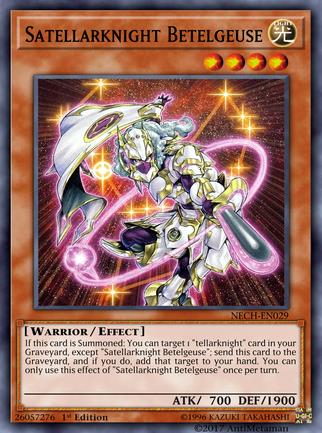 SATELLARKNIGHT BETELGEUSE
LIGHT
光
NECH-EN029
[WARRIOR / EFFECT]
If this card is Summoned: You can target 1 "tellarknight" card in your
Graveyard, except "Satellarknight Betelgeuse"; send this card to the
Graveyard, and if you do, add that target to your hand. You can
only use this effect of "Satellarknight Betelgeuse" once per turn.
ATK/ 700 DEF/1900
26057276 1st Edition ©1996 KAZUKI TAKAHASHI
©2017 AntiMetaman